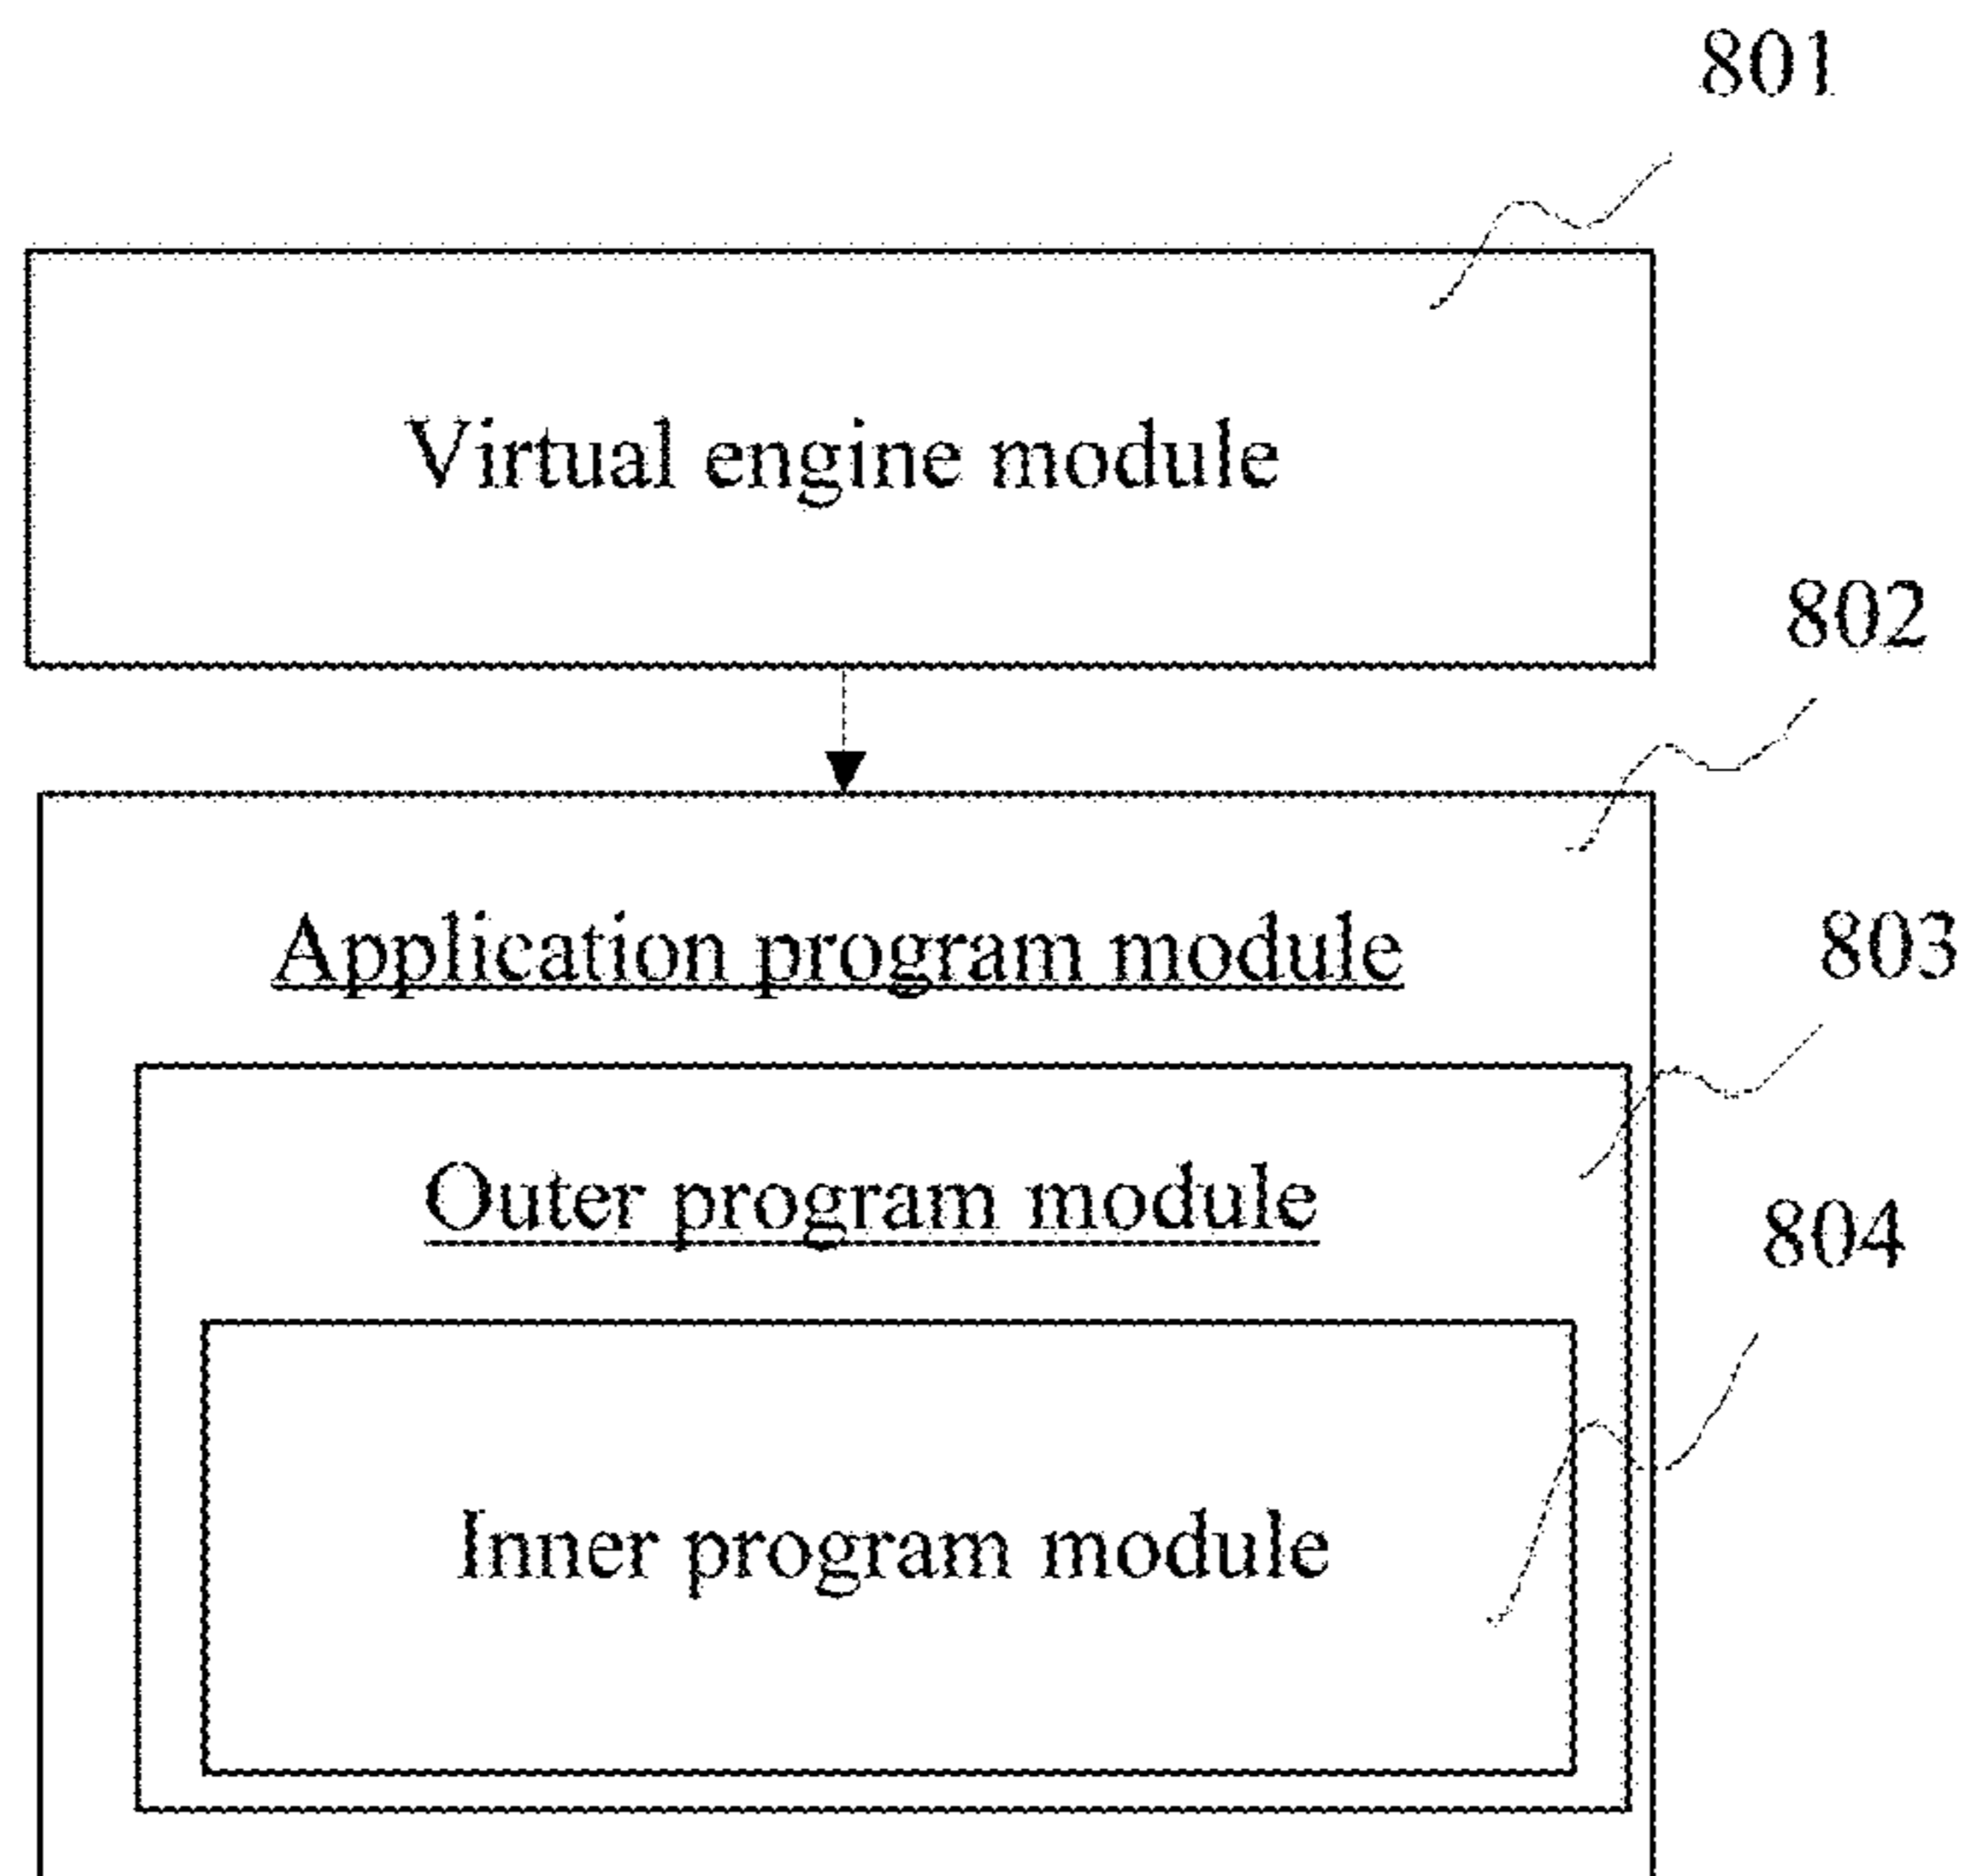 801
Virtual engine module
802
Application program module
803
Outer program module
804
Inner program module